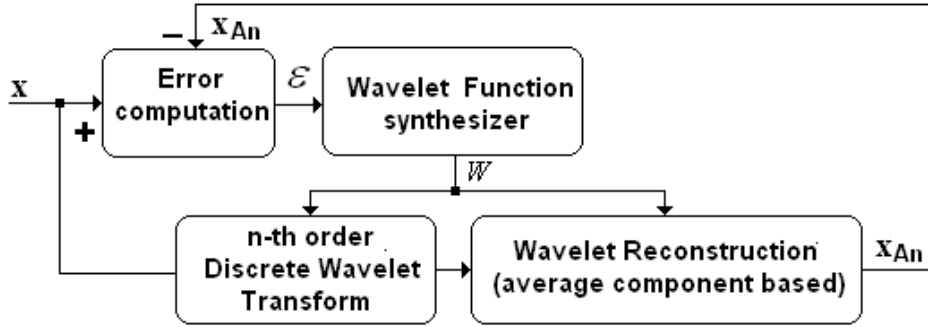 − x_An
x
Error
computation
+
ε
Wavelet Function
synthesizer
W
n-th order
Discrete Wavelet
Transform
Wavelet Reconstruction
(average component based)
x_An